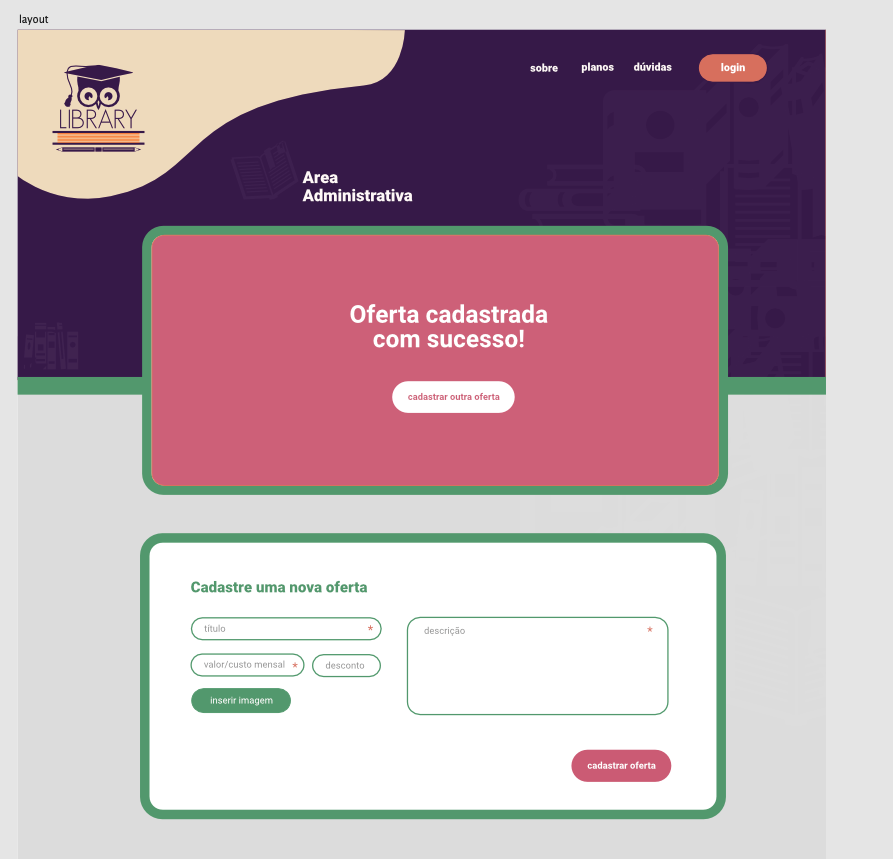 layout
sobre
planos
dúvidas
login
LIBRARY
Area
Administrativa
Oferta cadastrada
com sucesso!
cadastrar outra oferta
Cadastre uma nova oferta
título *
descrição *
valor/custo mensal *
desconto
inserir imagem
cadastrar oferta